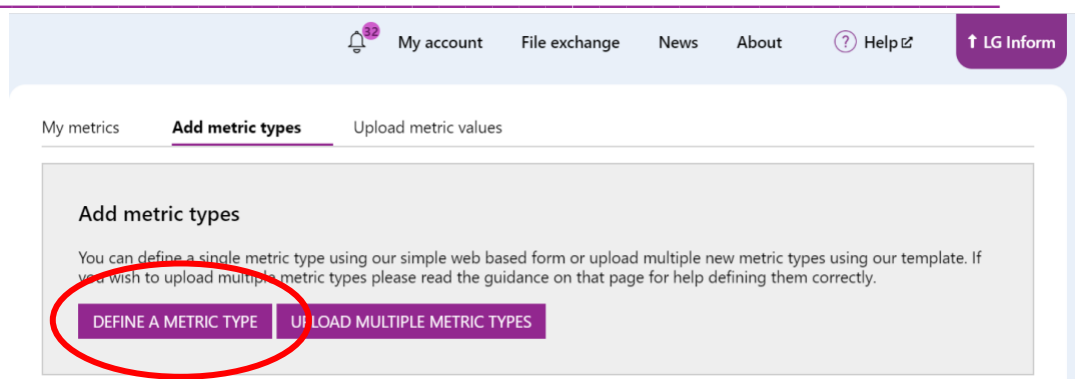 32
My account File exchange News About ? Help LG Inform
My metrics Add metric types Upload metric values
Add metric types
You can define a single metric type using our simple web based form or upload multiple new metric types using our template. If
you wish to upload multiple metric types please read the guidance on that page for help defining them correctly.
DEFINE A METRIC TYPE UPLOAD MULTIPLE METRIC TYPES